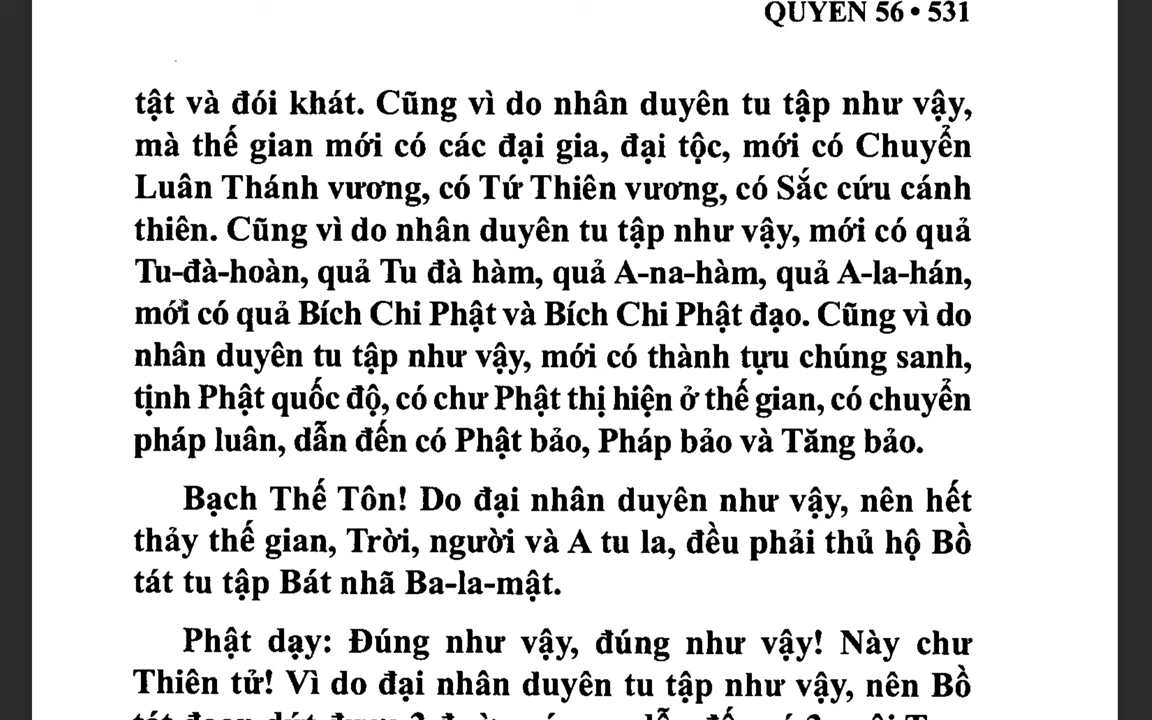 QUYỂN 56 • 531
tật và đói khát. Cũng vì do nhân duyên tu tập như vậy,
mà thế gian mới có các đại gia, đại tộc, mới có Chuyển
Luân Thánh vương, có Tứ Thiên vương, có Sắc cứu cánh
thiên. Cũng vì do nhân duyên tu tập như vậy, mới có quả
Tu-đà-hoàn, quả Tu đà hàm, quả A-na-hàm, quả A-la-hán,
mới có quả Bích Chi Phật và Bích Chi Phật đạo. Cũng vì do
nhân duyên tu tập như vậy, mới có thành tựu chúng sanh,
tịnh Phật quốc độ, có chư Phật thị hiện ở thế gian, có chuyển
pháp luân, dẫn đến có Phật bảo, Pháp bảo và Tăng bảo.
Bạch Thế Tôn! Do đại nhân duyên như vậy, nên hết
thảy thế gian, Trời, người và A tu la, đều phải thủ hộ Bồ
tát tu tập Bát nhã Ba-la-mật.
Phật dạy: Đúng như vậy, đúng như vậy! Này chư
Thiên tử! Vì do đại nhân duyên tu tập như vậy, nên Bồ